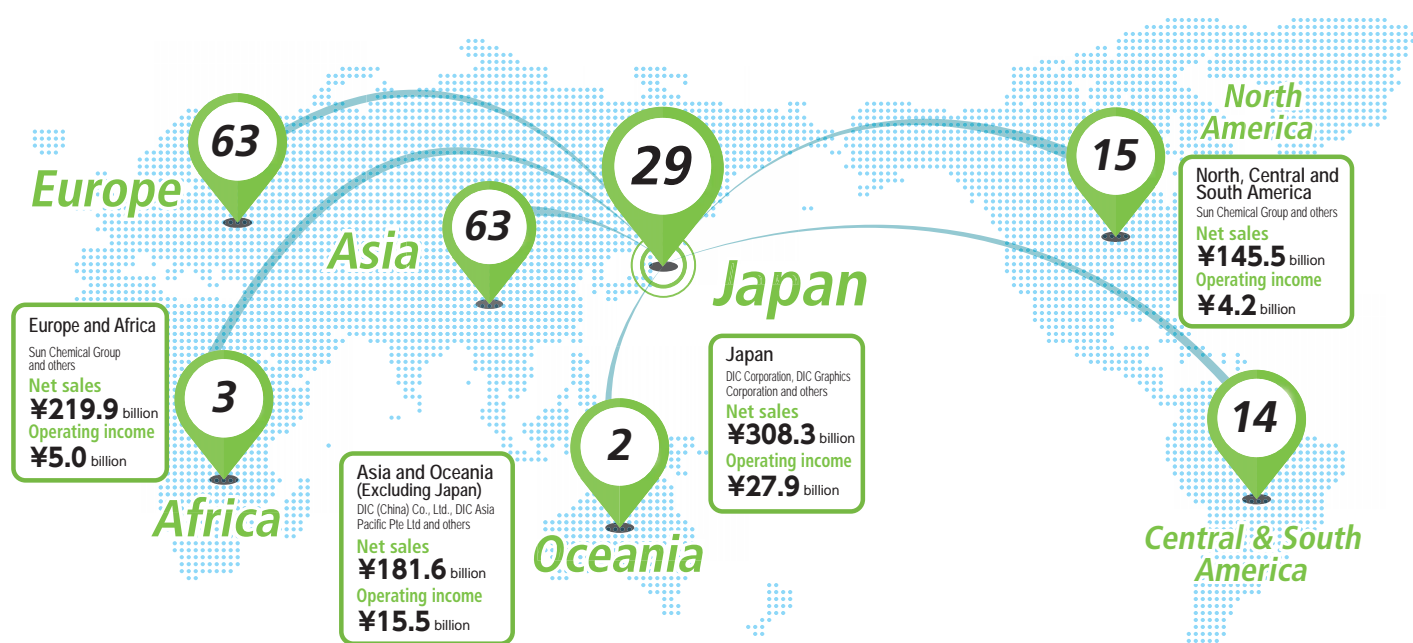 63
Europe
Europe and Africa
Sun Chemical Group
and others
Net sales
¥219.9 billion
Operating income
¥5.0 billion
3
Africa
63
Asia
Asia and Oceania
(Excluding Japan)
DIC (China) Co., Ltd., DIC Asia
Pacific Pte Ltd and others
Net sales
¥181.6 billion
Operating income
¥15.5 billion
2
Oceania
29
Japan
Japan
DIC Corporation, DIC Graphics
Corporation and others
Net sales
¥308.3 billion
Operating income
¥27.9 billion
15
North
America
North, Central and
South America
Sun Chemical Group and others
Net sales
¥145.5 billion
Operating income
¥4.2 billion
14
Central & South
America